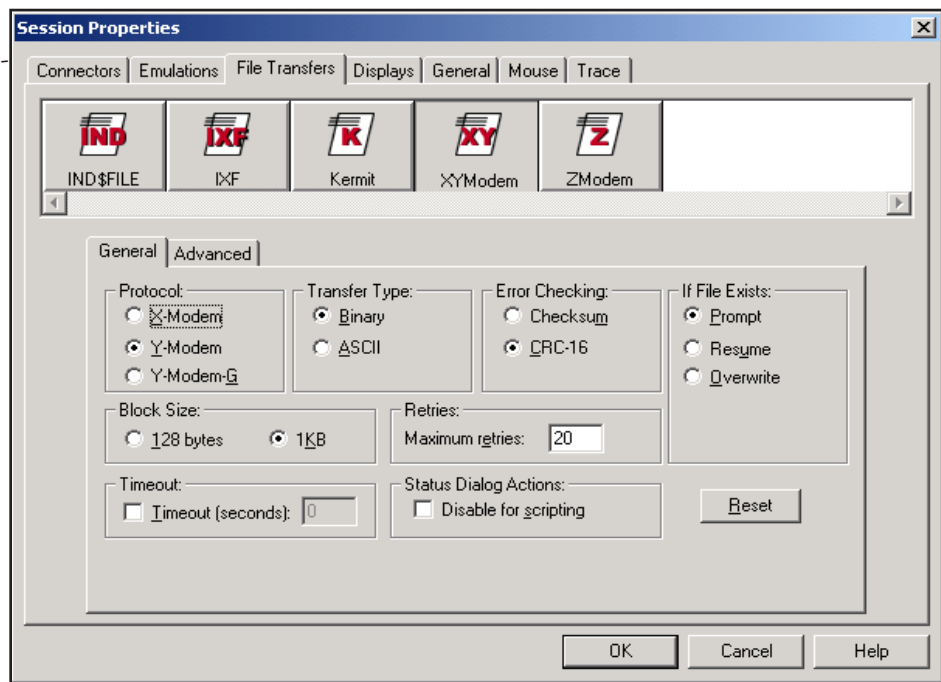 Session Properties
Connectors Emulations File Transfers Displays General Mouse Trace
IND IXF K XY Z
IND$FILE IXF Kermit XYModem ZModem
General Advanced
Protocol: Transfer Type: Error Checking: If File Exists:
X-Modem Binary Checksum Prompt
Y-Modem ASCII CRC-16 Resume
Y-Modem-G Overwrite
Block Size: Retries:
128 bytes 1KB Maximum retries: 20
Timeout: Status Dialog Actions:
Timeout (seconds): 0 Disable for scripting Reset
OK Cancel Help